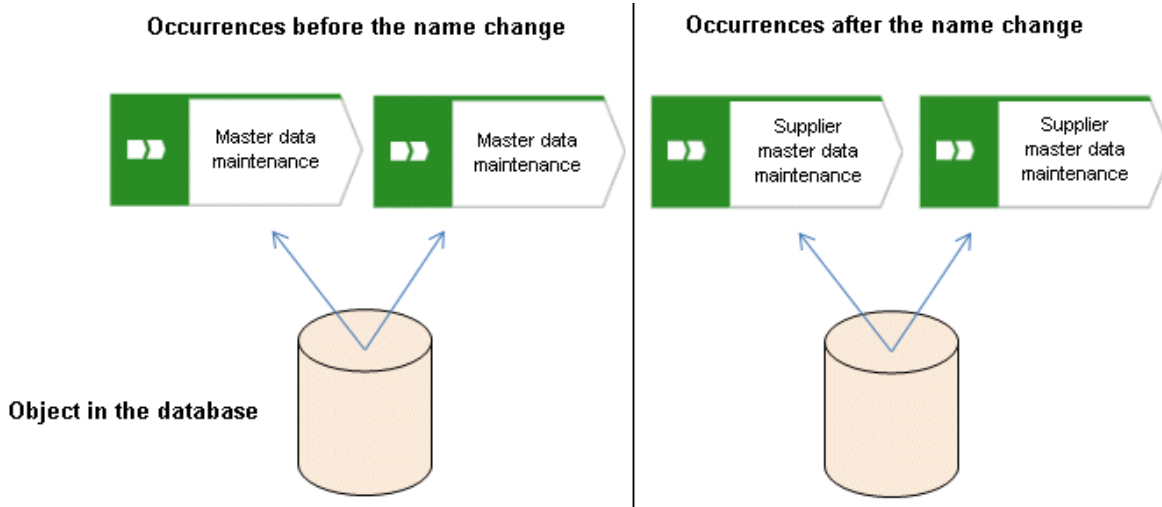 Occurrences before the name change
Occurrences after the name change
Master data
maintenance
Master data
maintenance
Supplier
master data
maintenance
Supplier
master data
maintenance
Object in the database